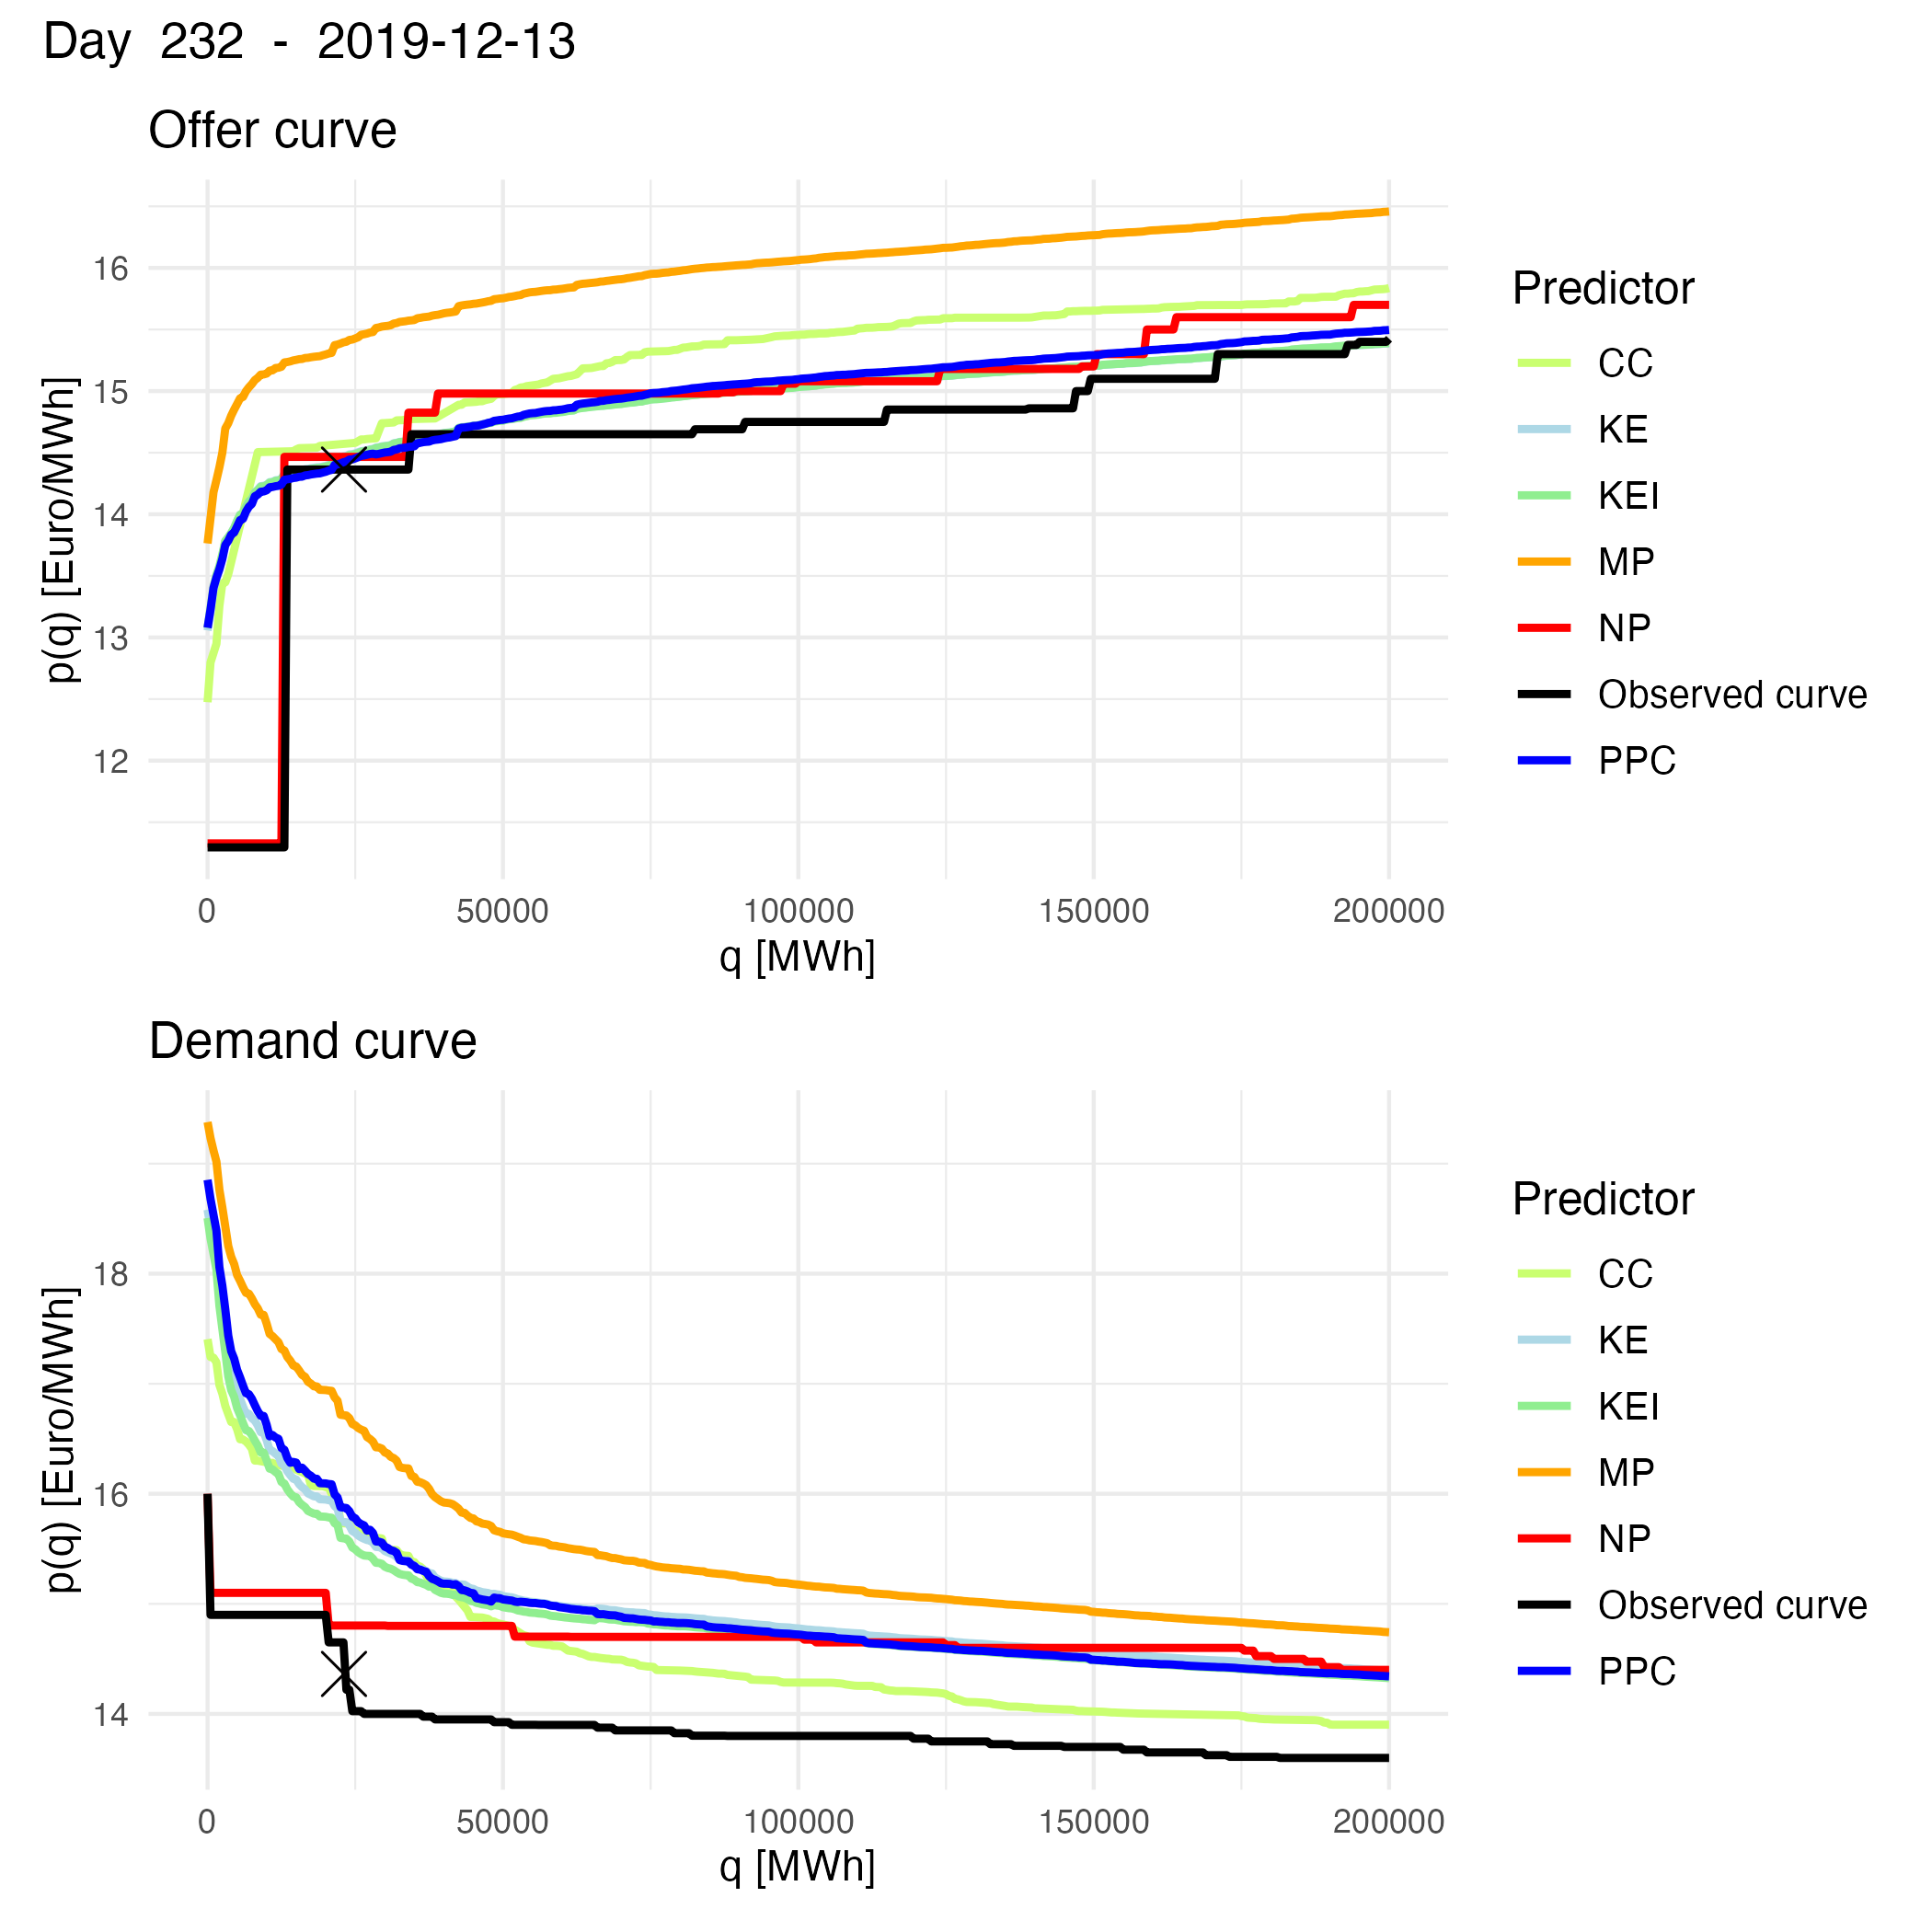 Day 232 - 2019-12-13
Offer curve
p(q) [Euro/MWh]
16
15
14
13
12
0 50000 100000 150000 200000
q [MWh]
Predictor
CC
KE
KEI
MP
NP
Observed curve
PPC
Demand curve
p(q) [Euro/MWh]
18
16
14
0 50000 100000 150000 200000
q [MWh]
Predictor
CC
KE
KEI
MP
NP
Observed curve
PPC